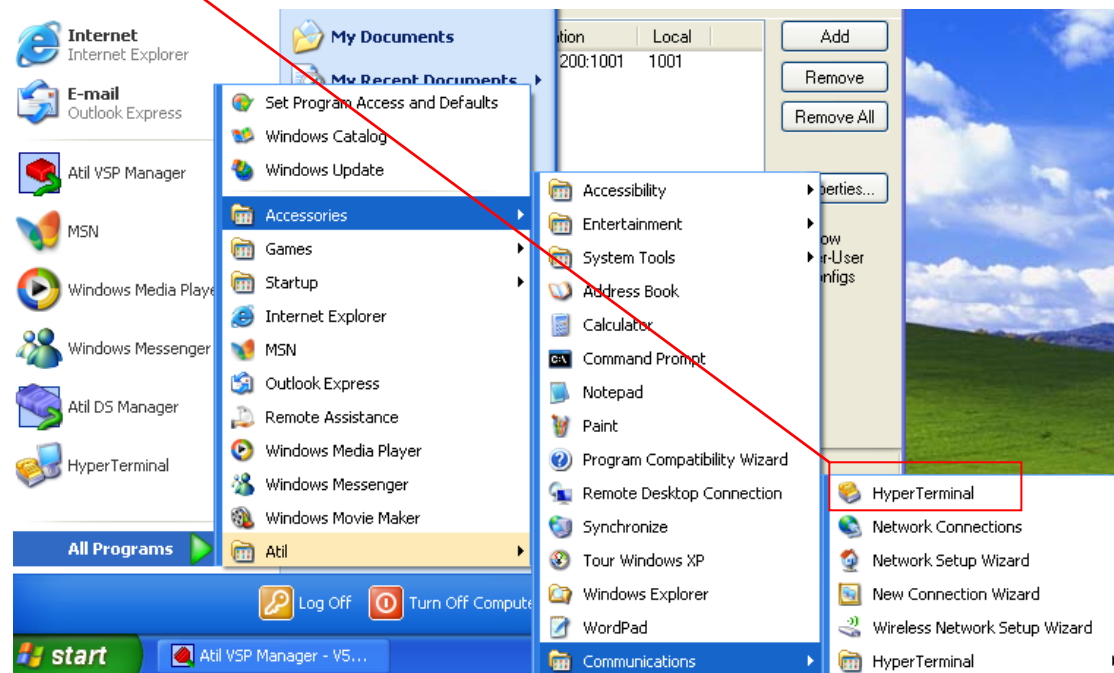 Internet
Internet Explorer
E-mail
Outlook Express
Atil VSP Manager
MSN
Windows Media Playe
Windows Messenger
Atil DS Manager
HyperTerminal
All Programs
My Documents
My Recent Documents
Set Program Access and Defaults
Windows Catalog
Windows Update
Accessories
Games
Startup
Internet Explorer
MSN
Outlook Express
Remote Assistance
Windows Media Player
Windows Messenger
Windows Movie Maker
Atil
tion Local
200:1001 1001
Add
Remove
Remove All
perties...
ow
er-User
onfigs
Accessibility
Entertainment
System Tools
Address Book
Calculator
Command Prompt
Notepad
Paint
Program Compatibility Wizard
Remote Desktop Connection
Synchronize
Tour Windows XP
Windows Explorer
WordPad
Communications
HyperTerminal
Network Connections
Network Setup Wizard
New Connection Wizard
Wireless Network Setup Wizard
HyperTerminal
Log Off
Turn Off Compute
start
Atil VSP Manager - V5...